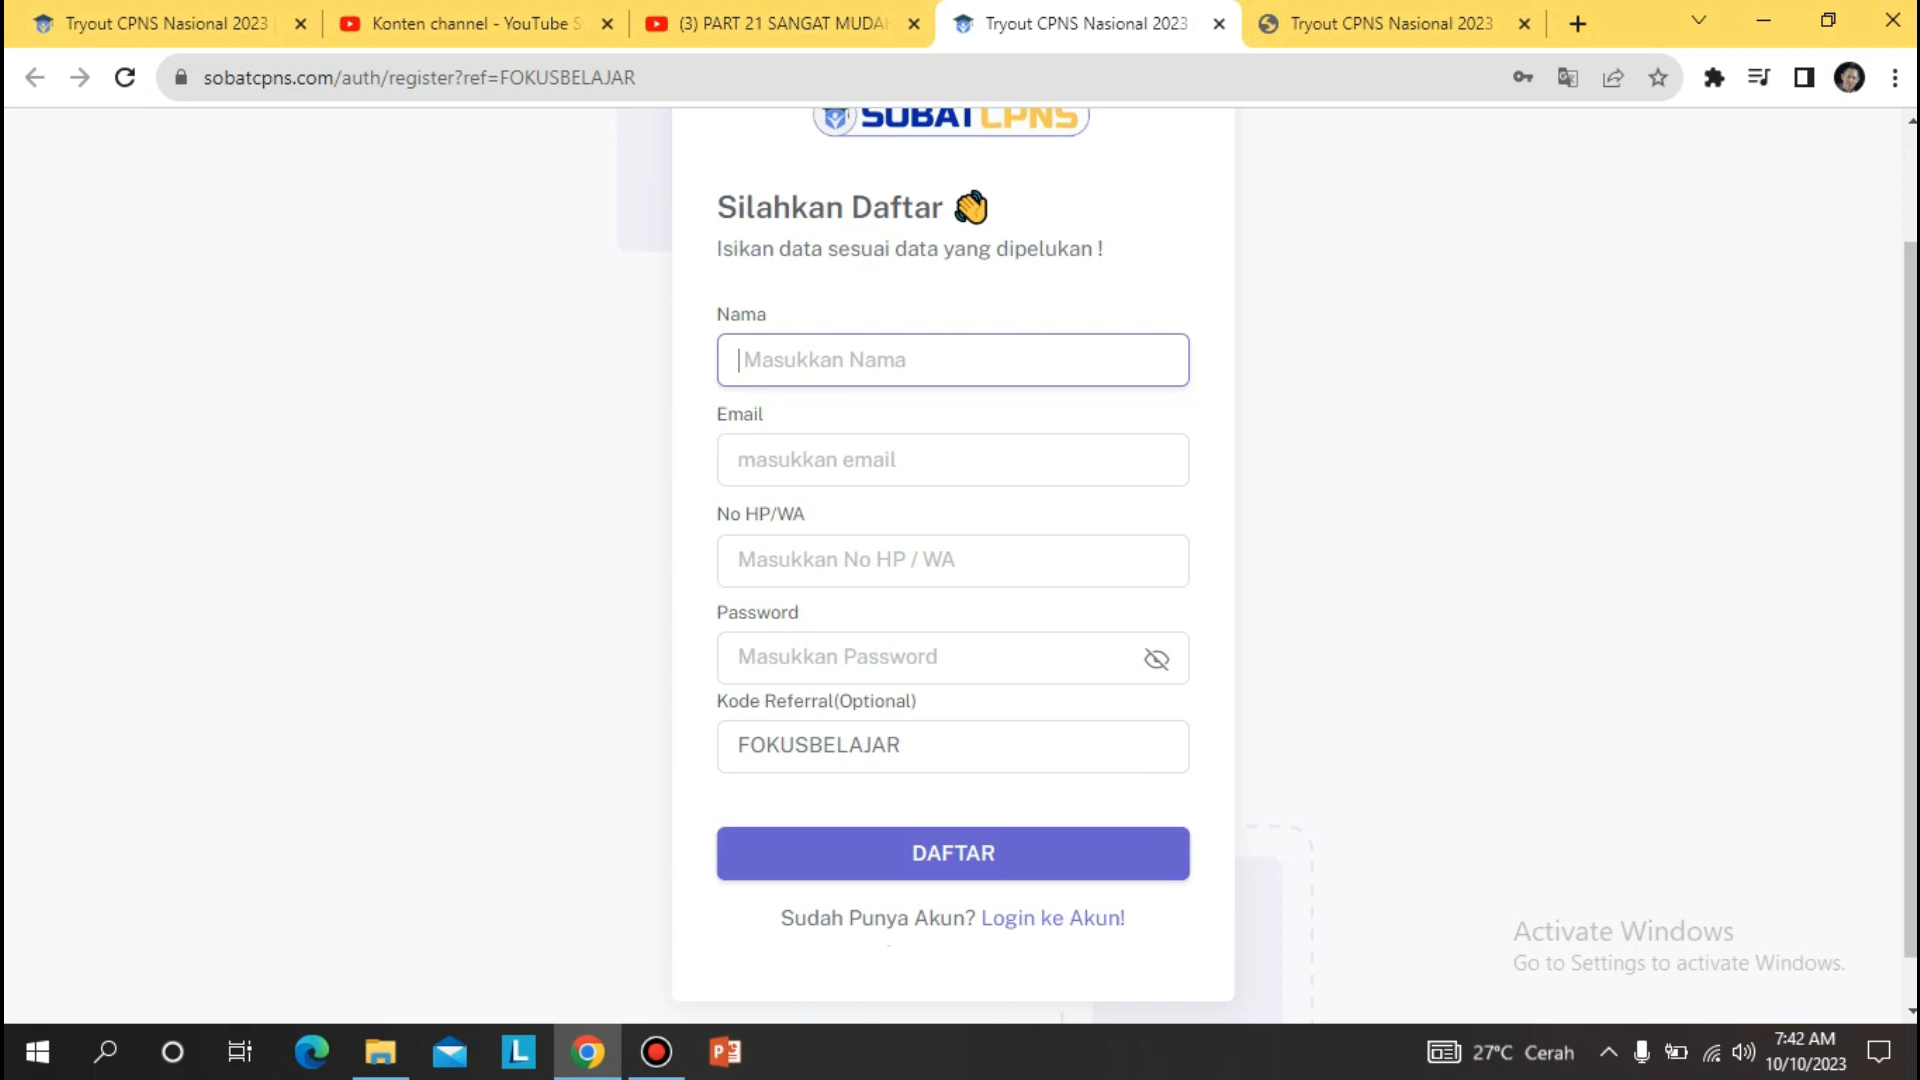 Tryout CPNS Nasional 2023
Konten channel - YouTube S
(3) PART 21 SANGAT MUDAH
Tryout CPNS Nasional 2023
Tryout CPNS Nasional 2023
sobatcpns.com/auth/register?ref=FOKUSBELAJAR
SOBAT CPNS
Silahkan Daftar
Isikan data sesuai data yang dipelukan !
Nama
Masukkan Nama
Email
masukkan email
No HP/WA
Masukkan No HP / WA
Password
Masukkan Password
Kode Referral(Optional)
FOKUSBELAJAR
DAFTAR
Sudah Punya Akun? Login ke Akun!
Activate Windows
Go to Settings to activate Windows.
27°C Cerah
7:42 AM
10/10/2023